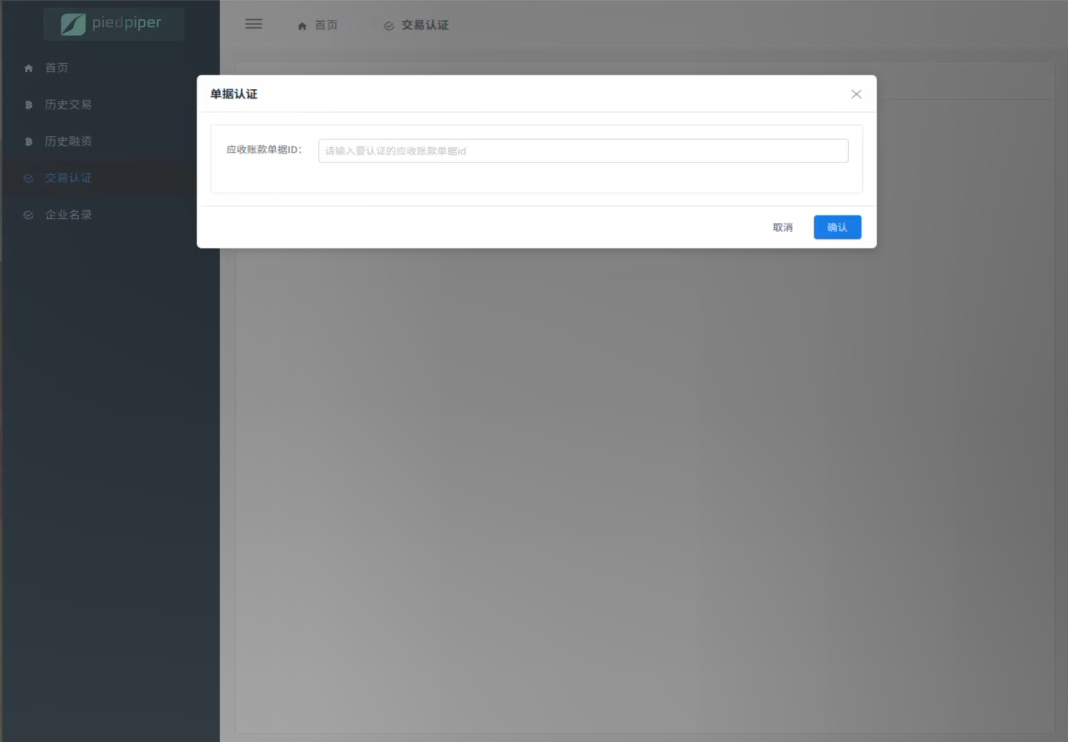 piedpiper
首页
交易认证
首页
历史交易
历史融资
交易认证
企业名录
单据认证
应收账款单据ID:
请输入要认证的应收账款单据id
取消
确认